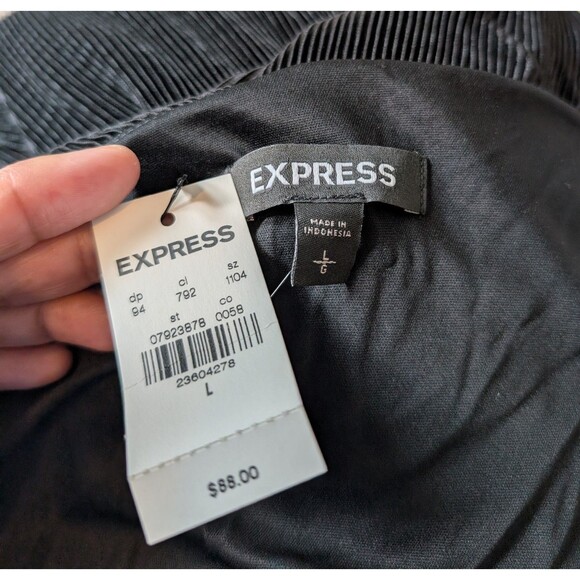 EXPRESS
MADE IN
INDONESIA
L
G
EXPRESS
dp cl sz
94 792 1104
st co
07923878 0058
23604278
L
$88.00